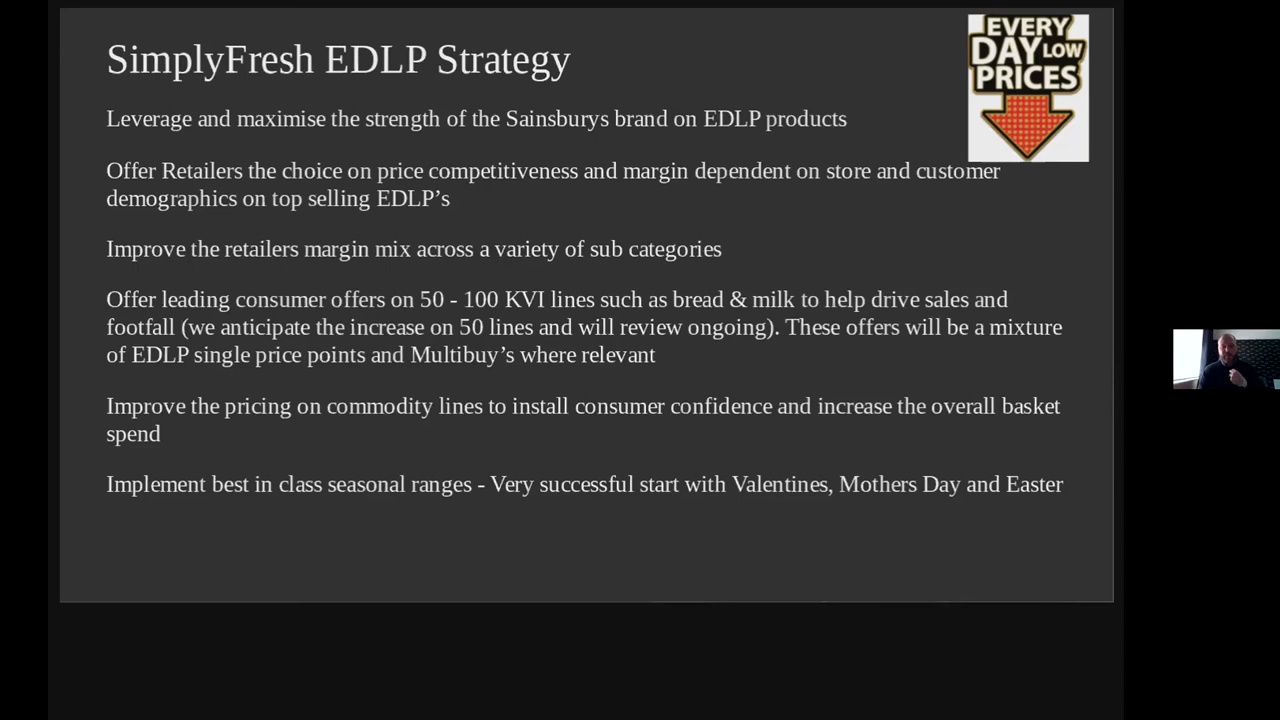 SimplyFresh EDLP Strategy
EVERY
DAY LOW
PRICES
Leverage and maximise the strength of the Sainsburys brand on EDLP products
Offer Retailers the choice on price competitiveness and margin dependent on store and customer
demographics on top selling EDLP’s
Improve the retailers margin mix across a variety of sub categories
Offer leading consumer offers on 50 - 100 KVI lines such as bread & milk to help drive sales and
footfall (we anticipate the increase on 50 lines and will review ongoing). These offers will be a mixture
of EDLP single price points and Multibuy’s where relevant
Improve the pricing on commodity lines to install consumer confidence and increase the overall basket
spend
Implement best in class seasonal ranges - Very successful start with Valentines, Mothers Day and Easter